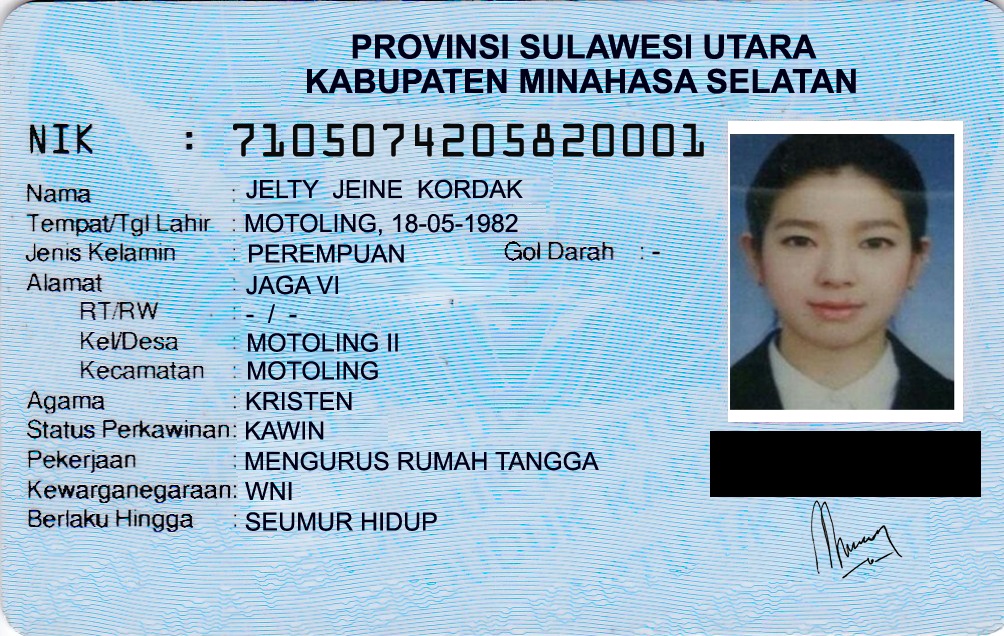 PROVINSI SULAWESI UTARA
KABUPATEN MINAHASA SELATAN
NIK : 7105074205820001
Nama : JELTY JEINE KORDAK
Tempat/Tgl Lahir : MOTOLING, 18-05-1982
Jenis Kelamin : PEREMPUAN Gol Darah : -
Alamat : JAGA VI
RT/RW : - / -
Kel/Desa : MOTOLING II
Kecamatan : MOTOLING
Agama : KRISTEN
Status Perkawinan: KAWIN
Pekerjaan : MENGURUS RUMAH TANGGA
Kewarganegaraan: WNI
Berlaku Hingga : SEUMUR HIDUP